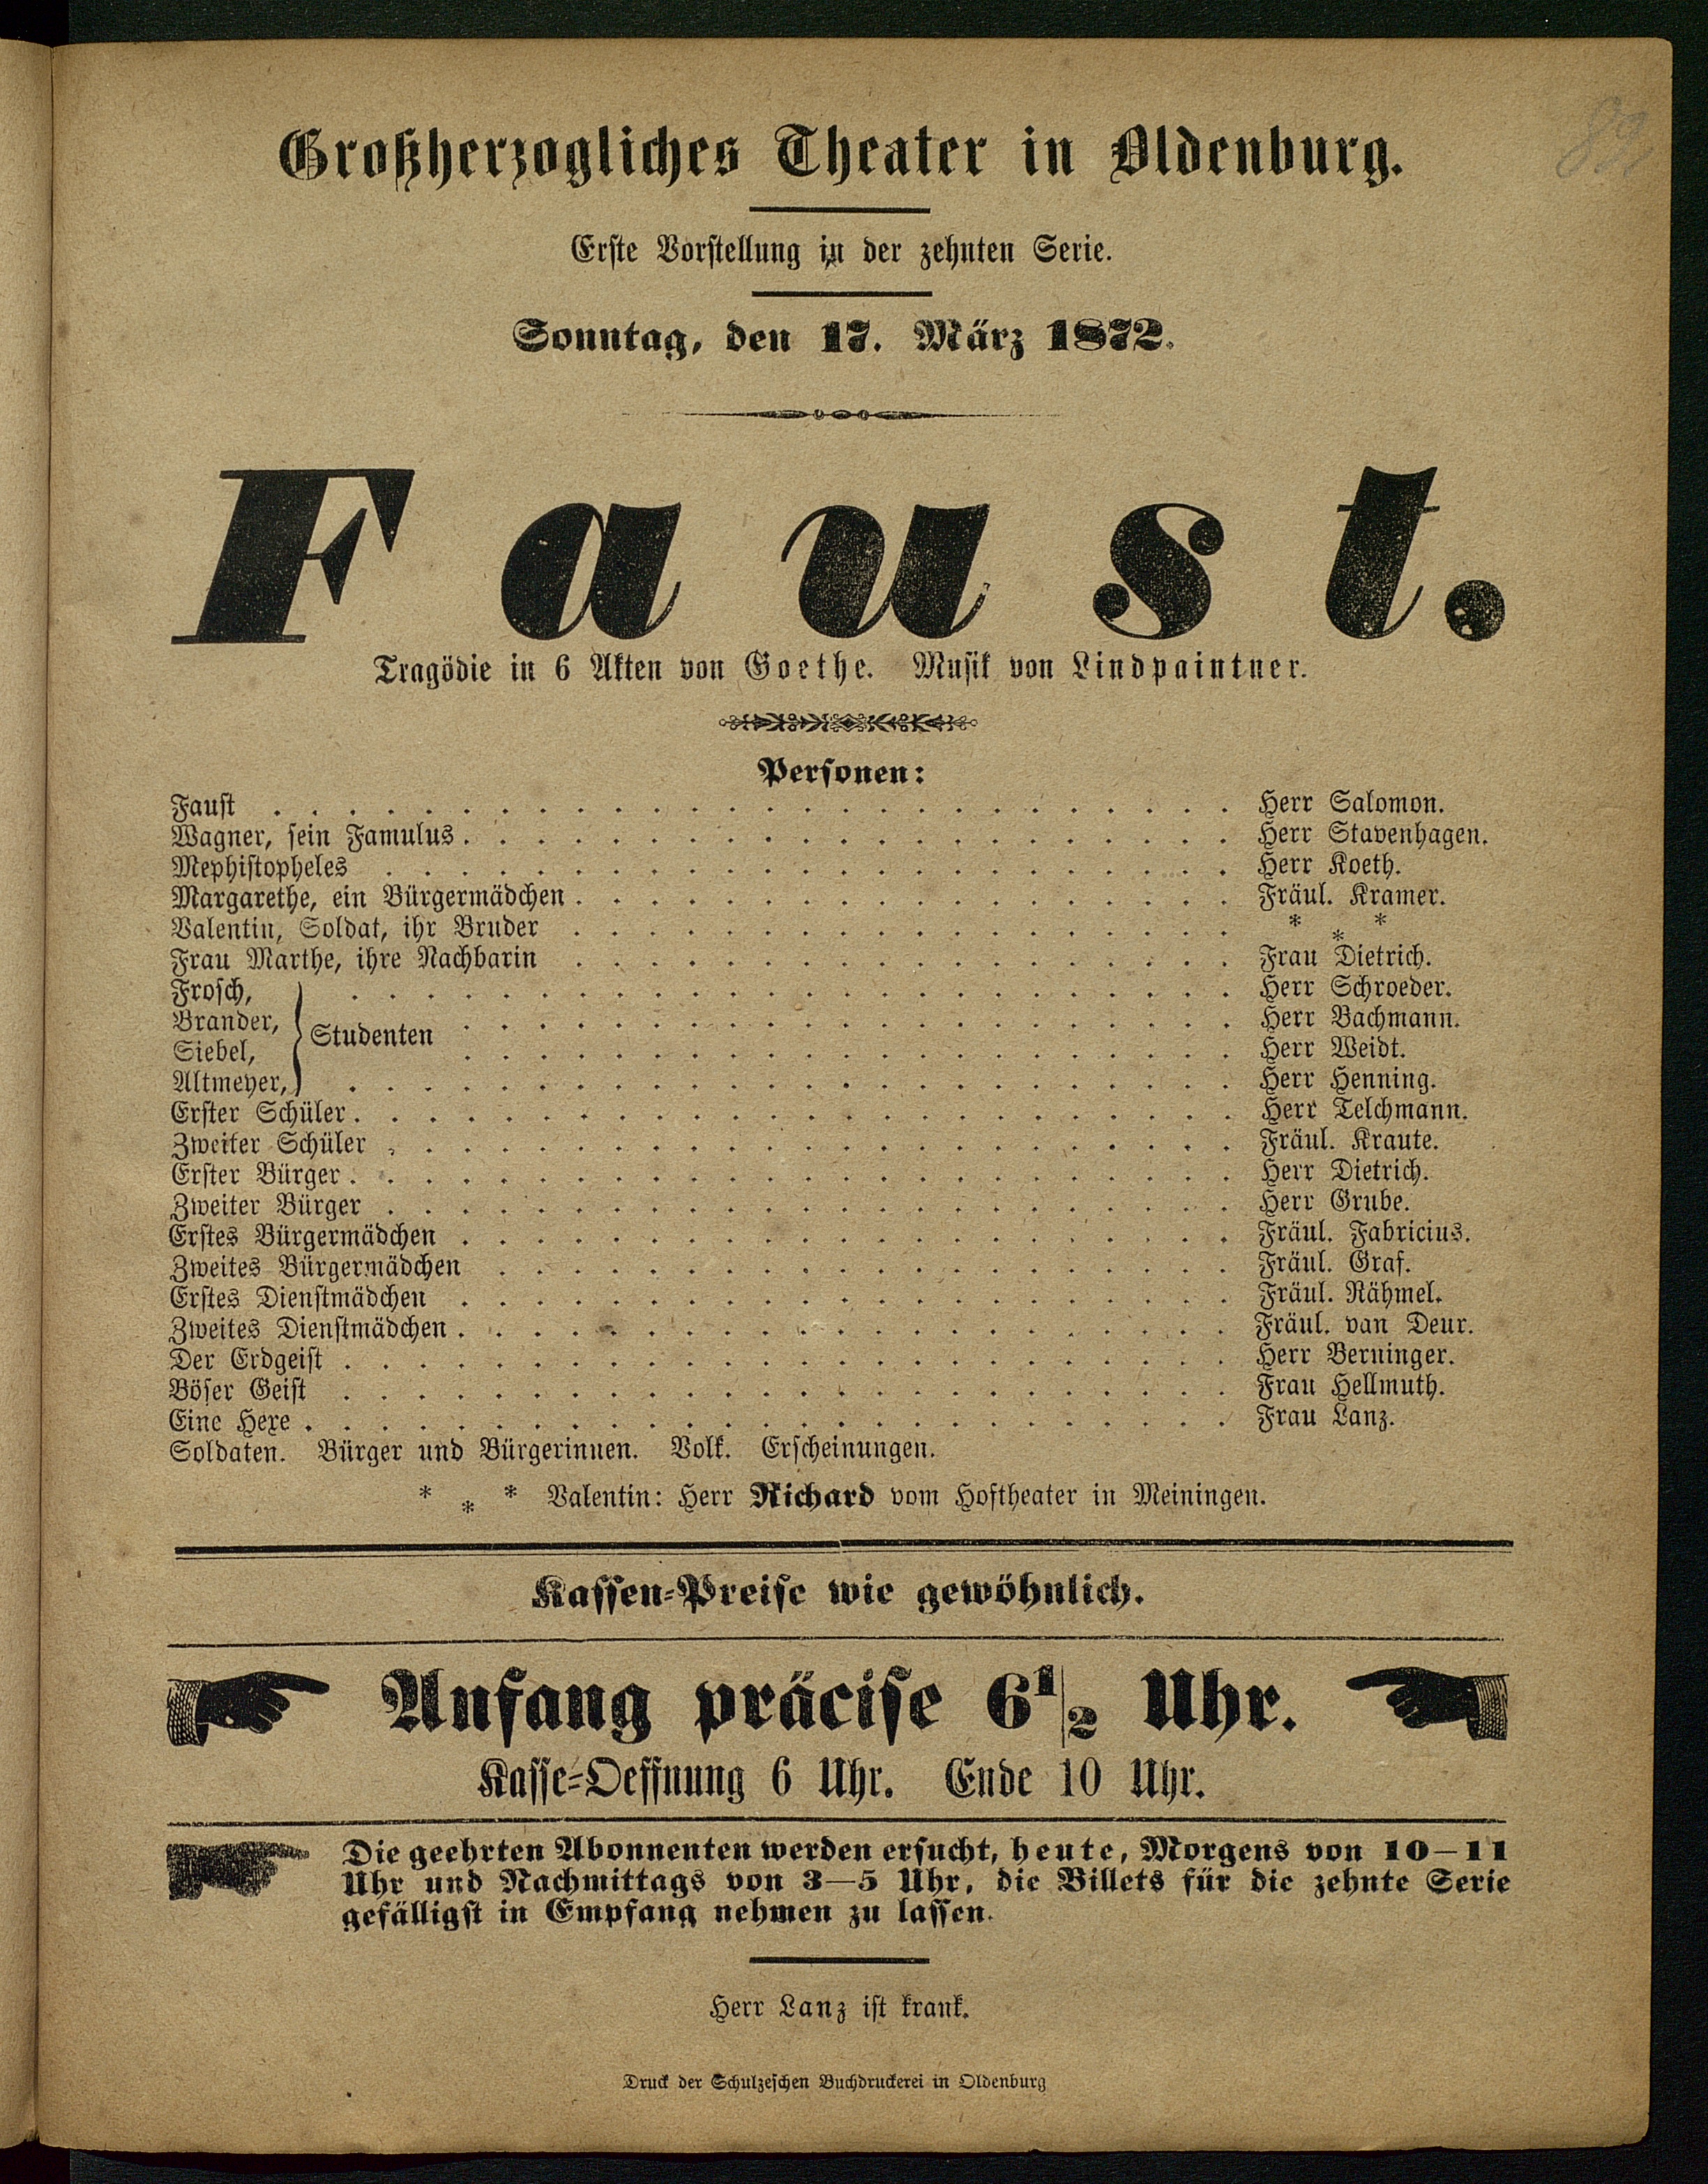 89.
Großherzogliches Theater in Oldenburg.
Erste Vorstellung in der zehnten Serie.
Sonntag, den 17. März 1872.
Faust.
Tragödie in 6 Akten von Goethe. Musik von Lindpaintner.
Personen:
Faust . . . . . Herr Salomon.
Wagner, sein Famulus . . . . . Herr Stavenhagen.
Mephistopheles . . . . . Herr Koeth.
Margarethe, ein Bürgermädchen . . . . . Fräul. Kramer.
Valentin, Soldat, ihr Bruder . . . . . * * *
Frau Marthe, ihre Nachbarin . . . . . Frau Dietrich.
Frosch, . . . . . Herr Schroeder.
Brander, . . . . . Herr Bachmann.
Studenten
Siebel, . . . . . Herr Weidt.
Altmeyer, . . . . . Herr Henning.
Erster Schüler . . . . . Herr Telchmann.
Zweiter Schüler . . . . . Fräul. Kraute.
Erster Bürger . . . . . Herr Dietrich.
Zweiter Bürger . . . . . Herr Grube.
Erstes Bürgermädchen . . . . . Fräul. Fabricius.
Zweites Bürgermädchen . . . . . Fräul. Graf.
Erstes Dienstmädchen . . . . . Fräul. Rähmel.
Zweites Dienstmädchen . . . . . Fräul. van Deur.
Der Erdgeist . . . . . Herr Berninger.
Böser Geist . . . . . Frau Hellmuth.
Eine Hexe . . . . . Frau Lanz.
Soldaten. Bürger und Bürgerinnen. Volk. Erscheinungen.
* * * Valentin: Herr Richard vom Hoftheater in Meiningen.
Kassen-Preise wie gewöhnlich.
Anfang präcise 6 1/2 Uhr.
Kasse-Oeffnung 6 Uhr. Ende 10 Uhr.
Die geehrten Abonnenten werden ersucht, heute, Morgens von 10—11
Uhr und Nachmittags von 3—5 Uhr, die Billets für die zehnte Serie
gefälligst in Empfang nehmen zu lassen.
Herr Lanz ist krank.
Druck der Schulzeschen Buchdruckerei in Oldenburg